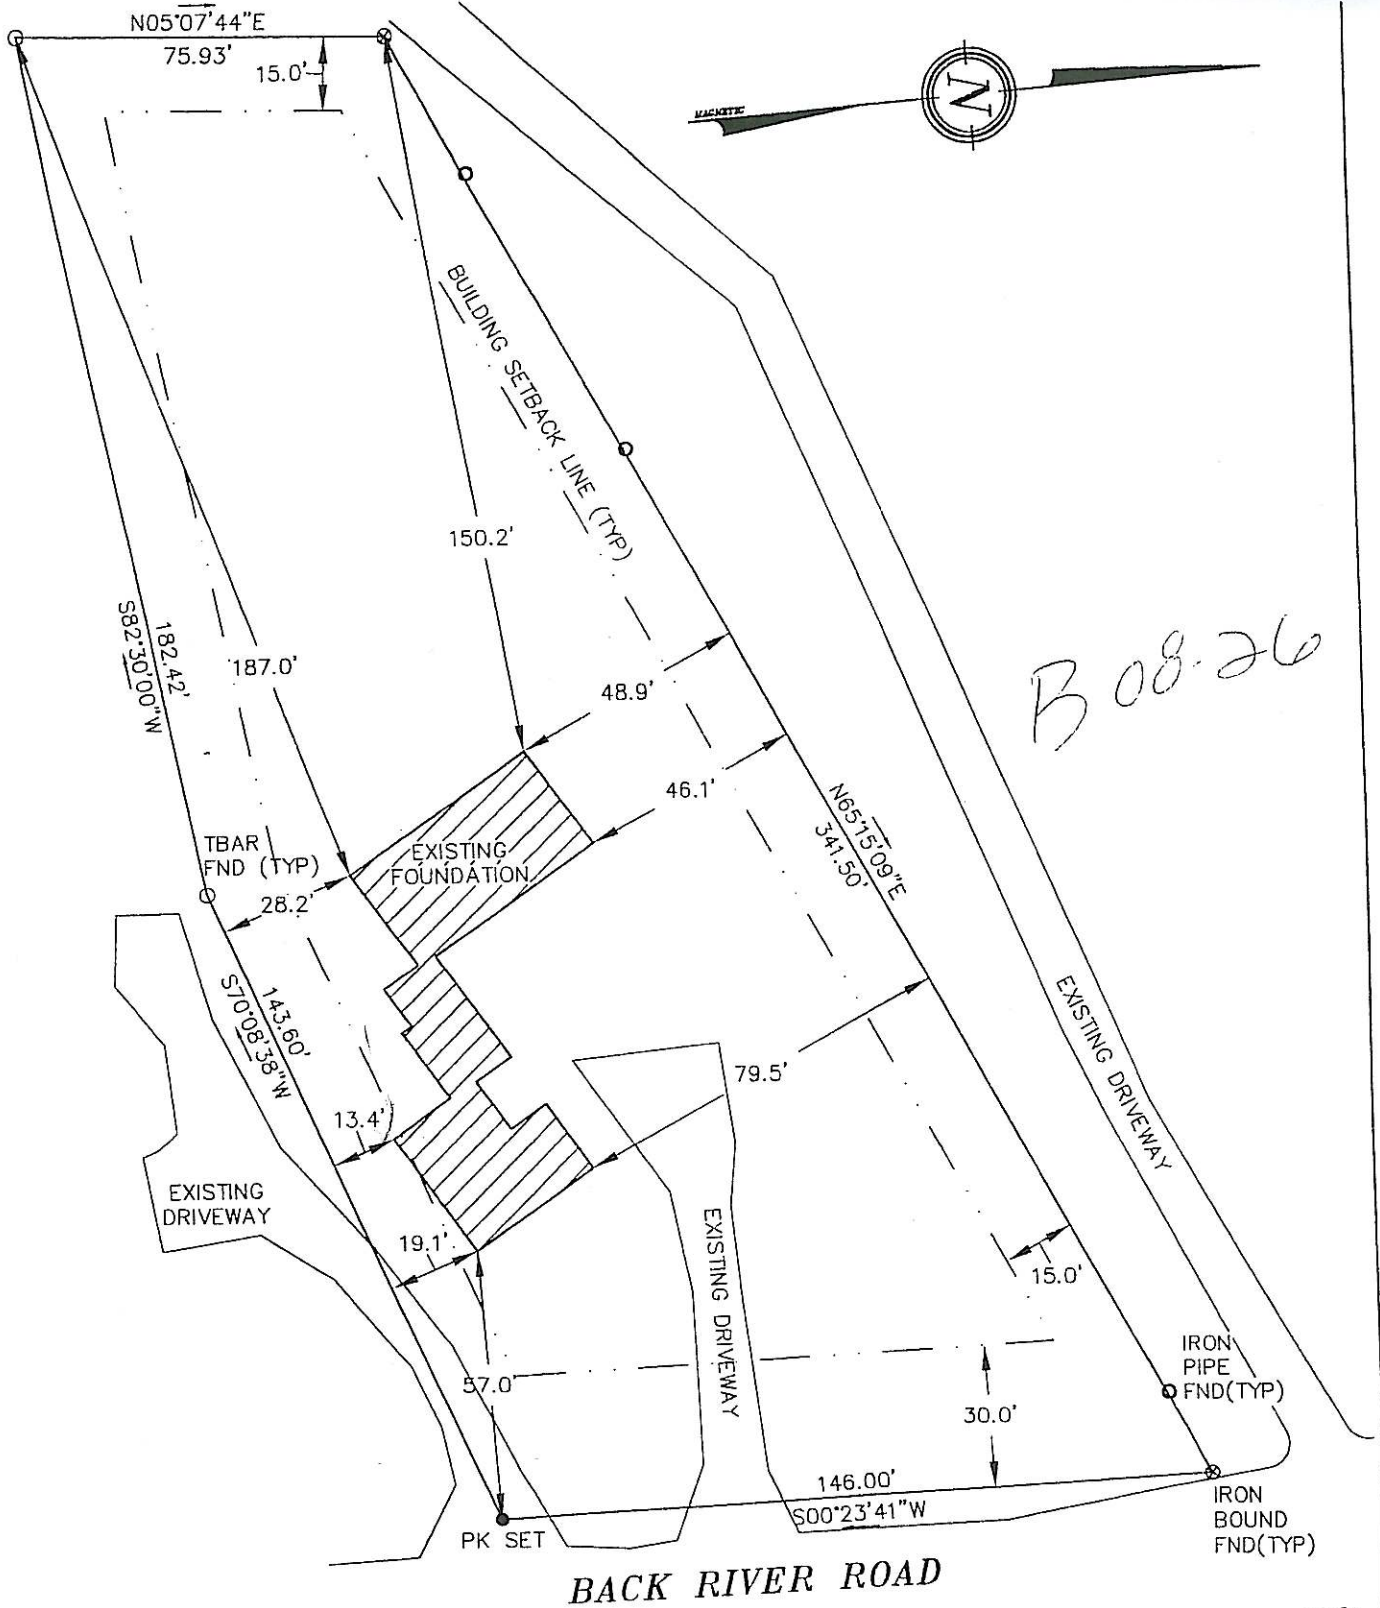 N05°07'44"E
75.93'
15.0'
MAGNETIC
N
BUILDING SETBACK LINE (TYP)
150.2'
182.42'
S82°30'00"W
187.0'
48.9'
B 08-26
46.1'
N65°15'09"E
341.50'
TBAR
FND (TYP)
EXISTING
FOUNDATION
28.2'
143.60'
S70°08'38"W
79.5'
EXISTING DRIVEWAY
13.4'
EXISTING
DRIVEWAY
19.1'
EXISTING DRIVEWAY
15.0'
IRON
PIPE
FND(TYP)
57.0'
30.0'
146.00'
S00°23'41"W
PK SET
IRON
BOUND
FND(TYP)
BACK RIVER ROAD